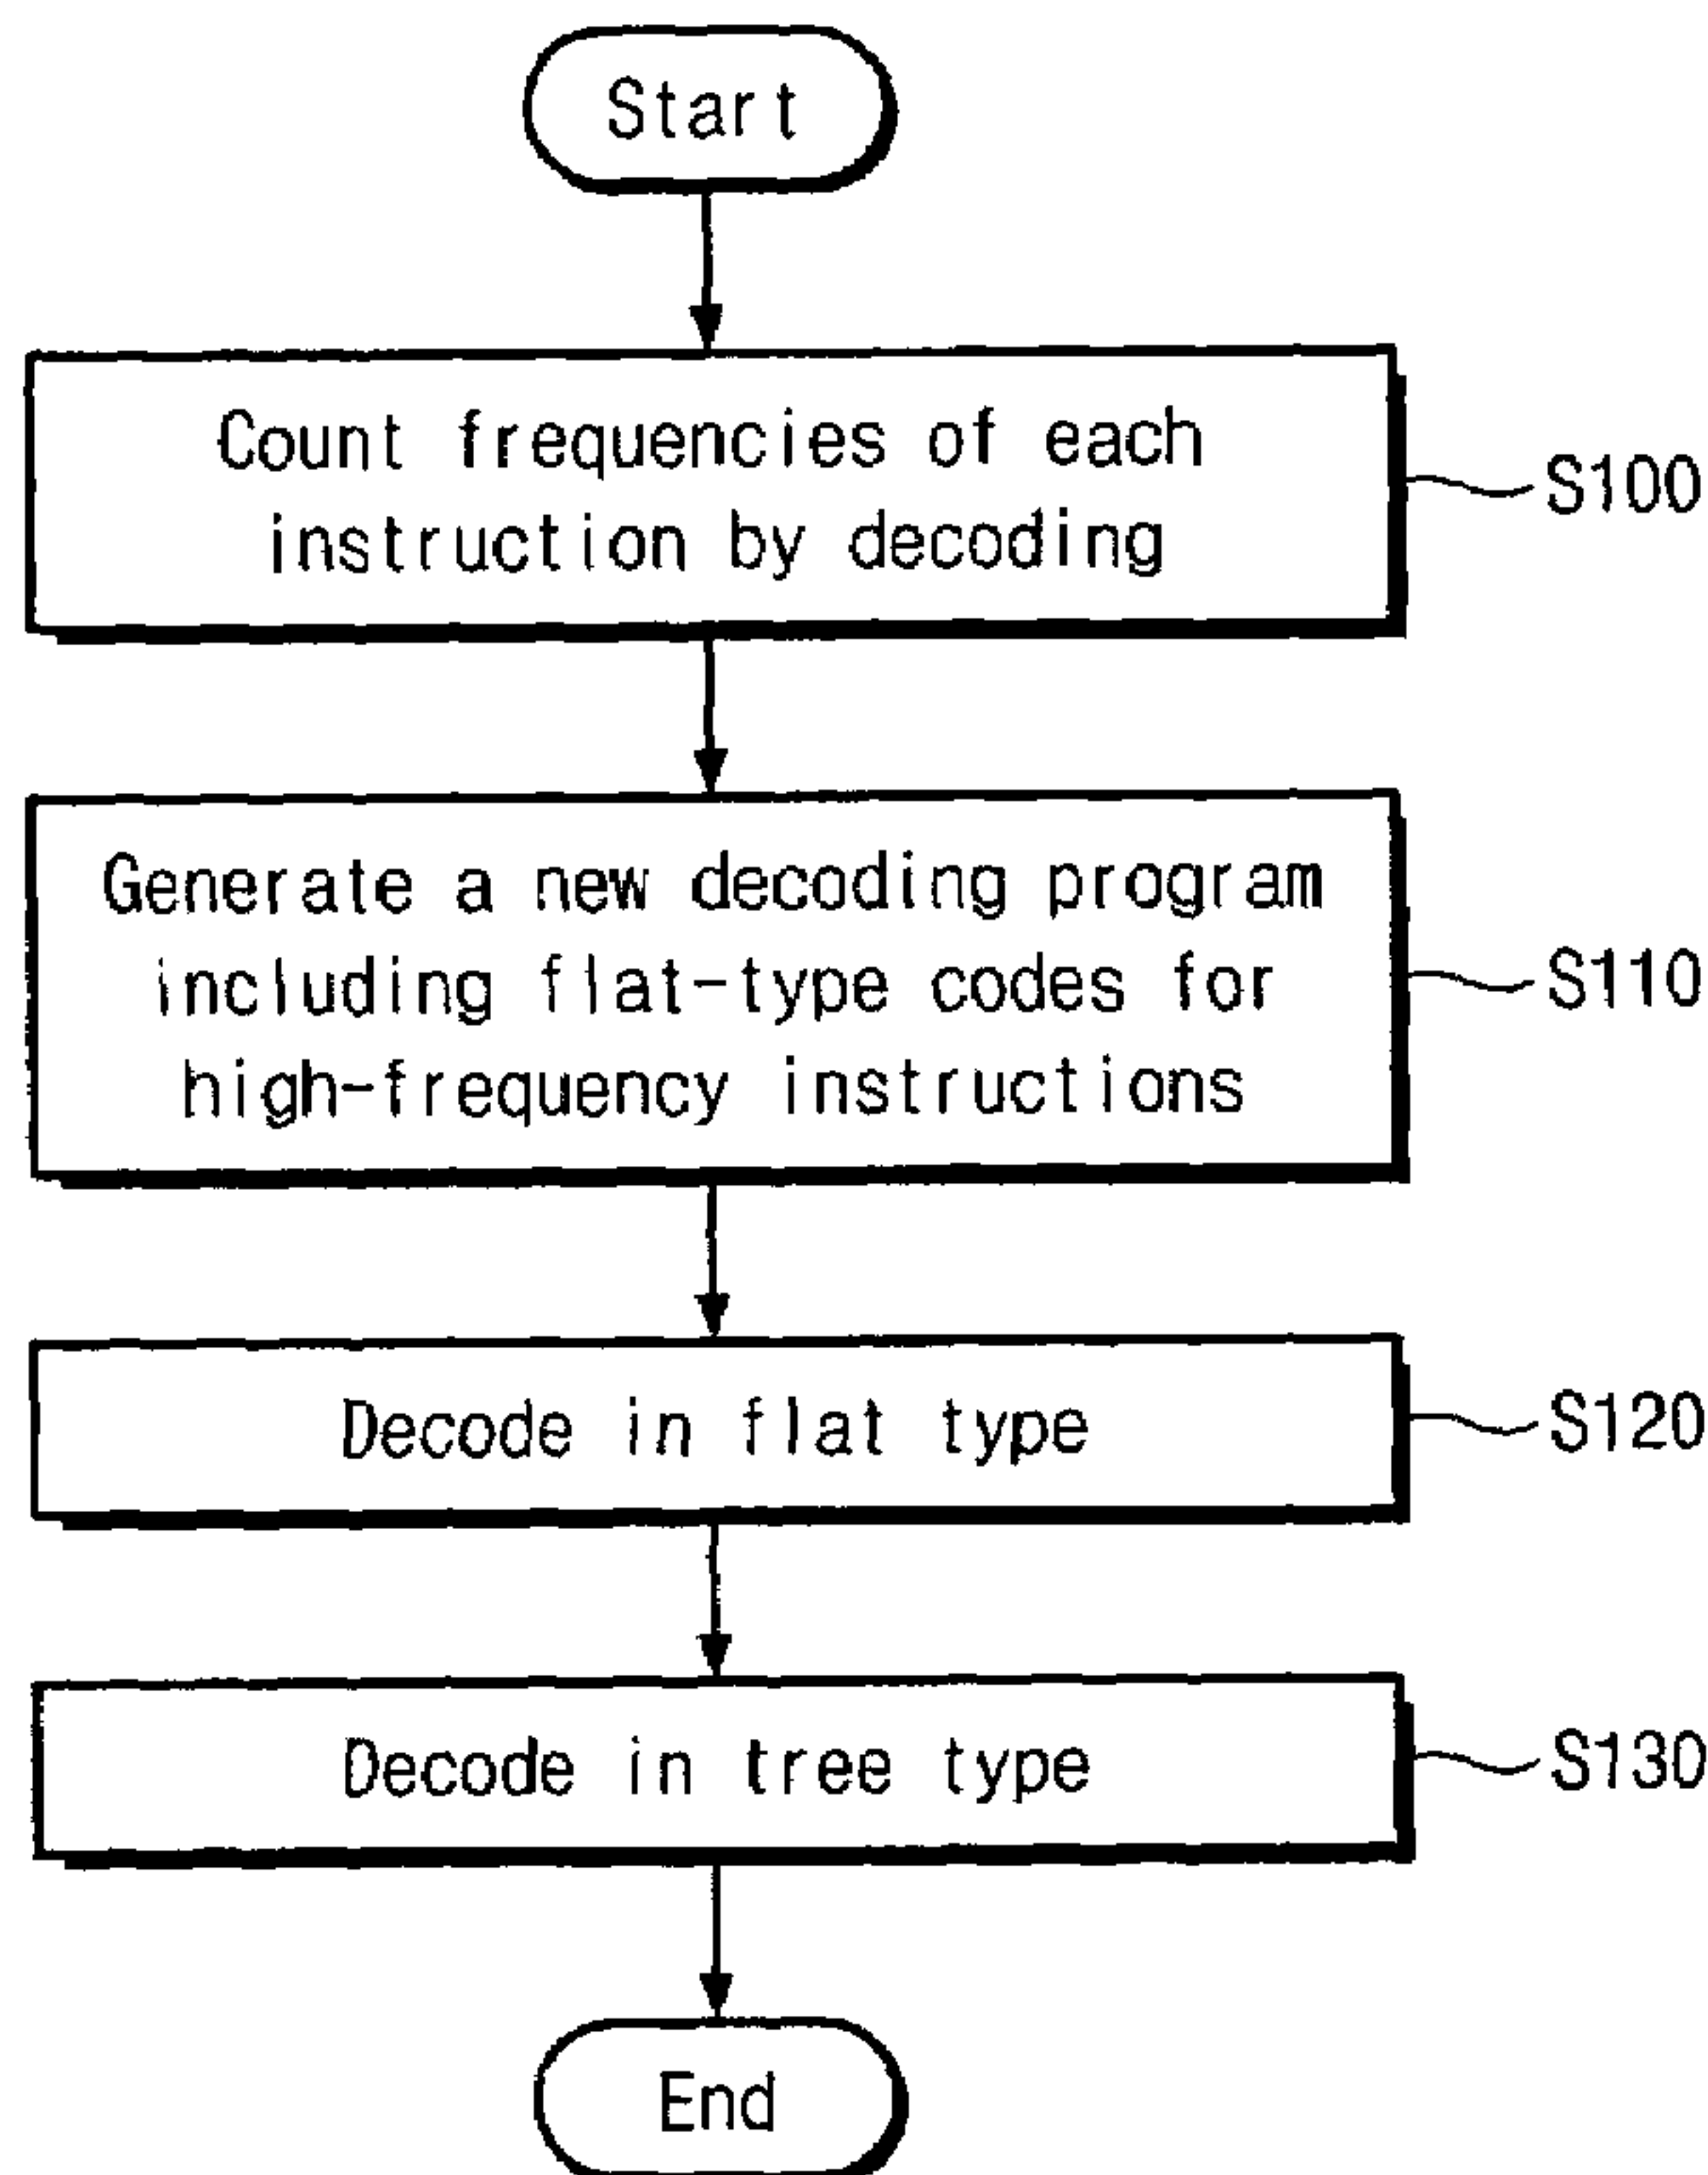 Start
Count frequencies of each
instruction by decoding
S100
Generate a new decoding program
including flat-type codes for
high-frequency instructions
S110
Decode in flat type
S120
Decode in tree type
S130
End